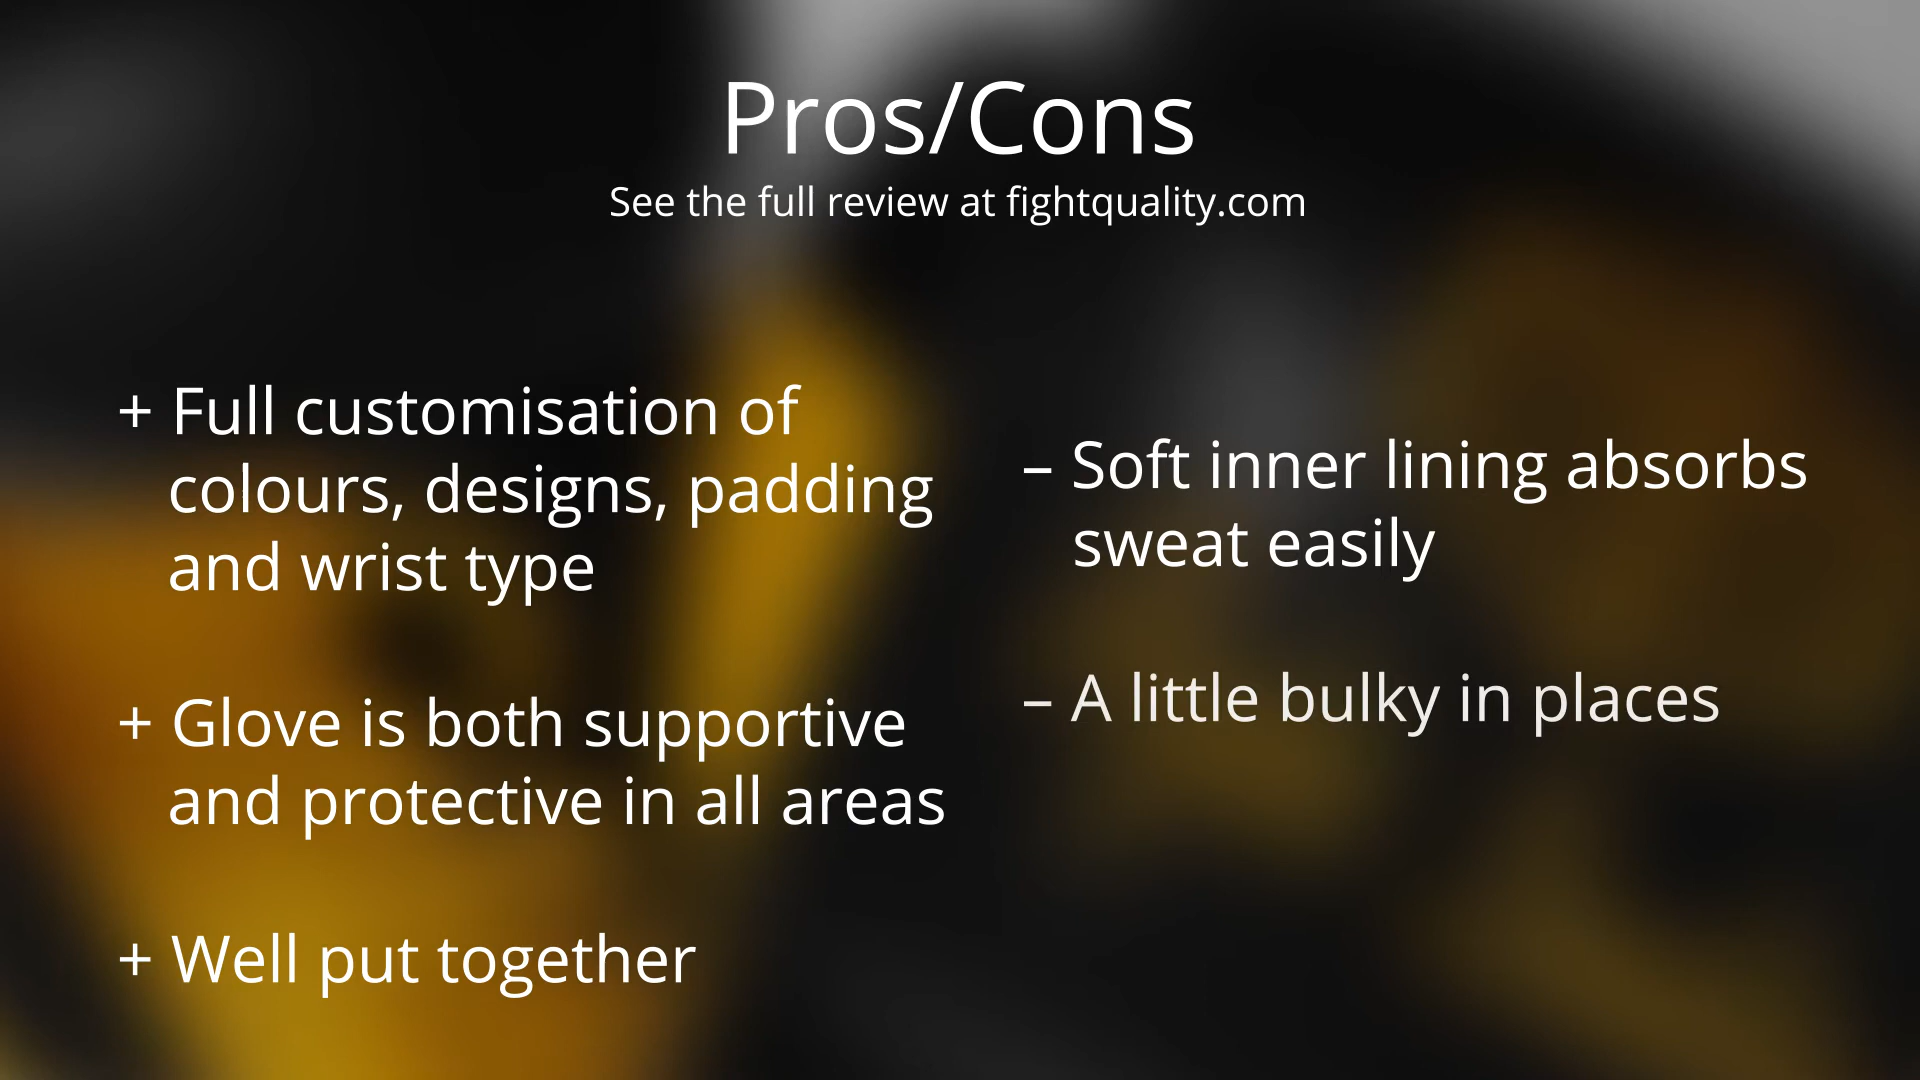 Pros/Cons
See the full review at fightquality.com
+ Full customisation of
colours, designs, padding
and wrist type
+ Glove is both supportive
and protective in all areas
+ Well put together
– Soft inner lining absorbs
sweat easily
– A little bulky in places